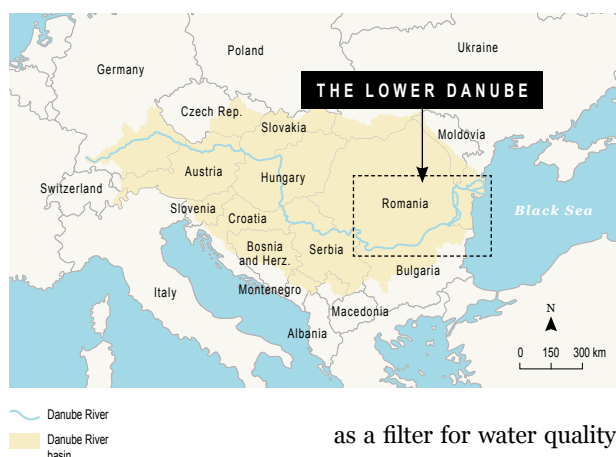 Poland
Ukraine
Germany
THE LOWER DANUBE
Czech Rep.
Slovakia
Moldovia
Austria
Hungary
Switzerland
Romania
Slovenia
Croatia
Black Sea
Bosnia
and Herz.
Serbia
Bulgaria
Italy
Montenegro
Macedonia
Albania
N
0 150 300 km
Danube River
Danube River
basin
as a filter for water quality